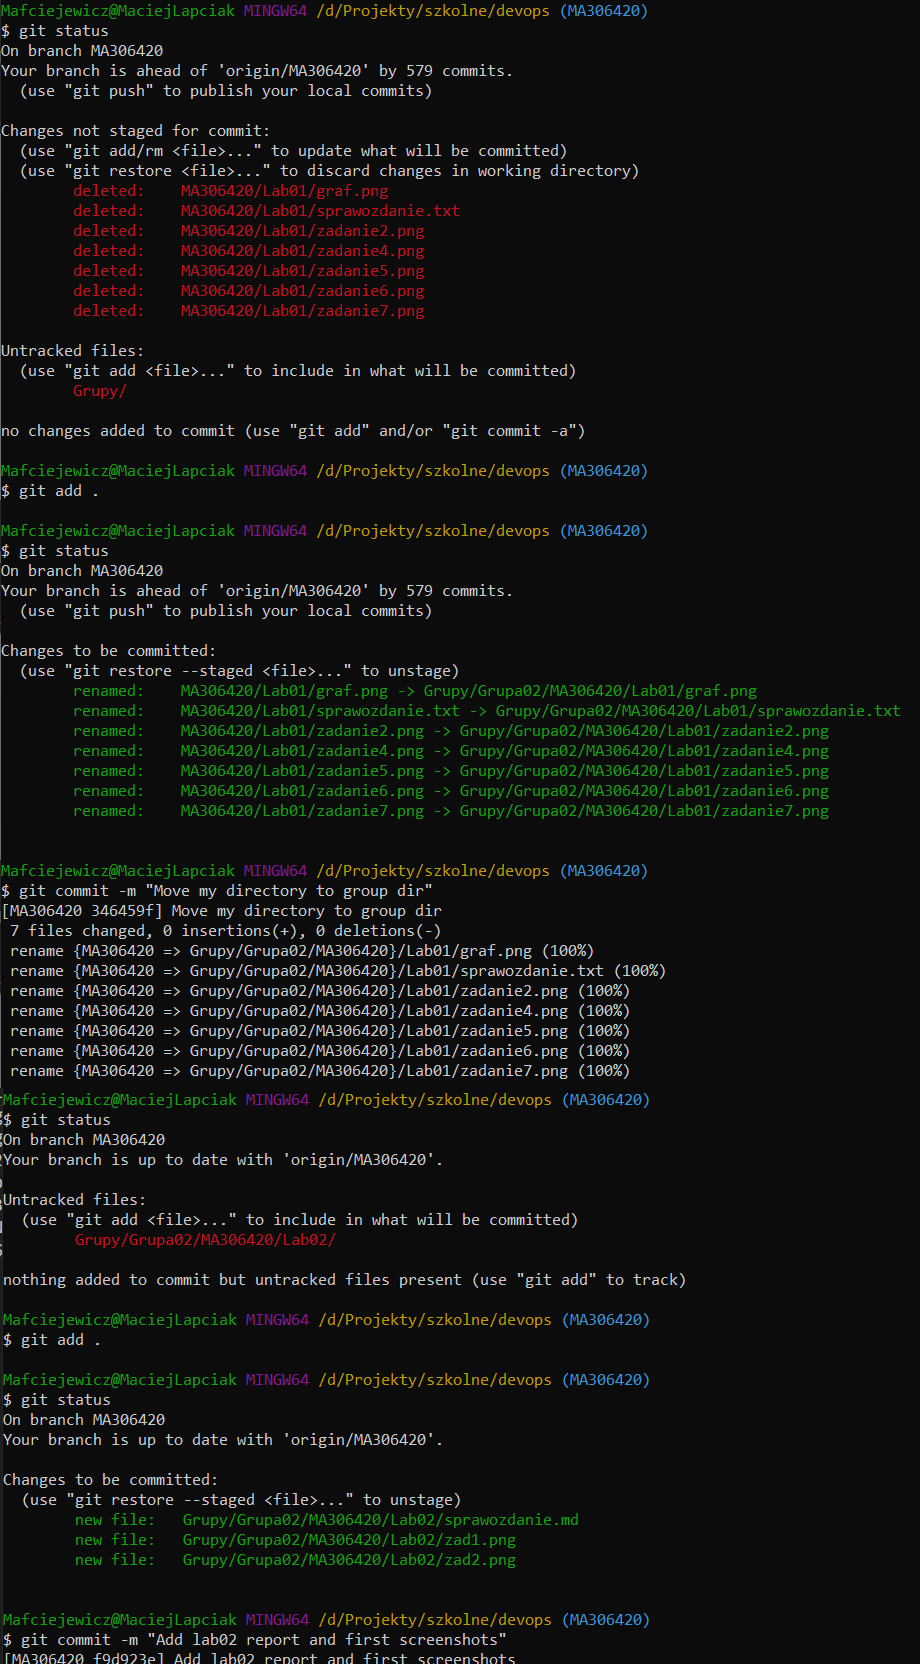 Mafciejewicz@MaciejLapciak MINGW64 /d/Projekty/szkolne/devops (MA306420)
$ git status
On branch MA306420
Your branch is ahead of 'origin/MA306420' by 579 commits.
  (use "git push" to publish your local commits)

Changes not staged for commit:
  (use "git add/rm <file>..." to update what will be committed)
  (use "git restore <file>..." to discard changes in working directory)
        deleted:    MA306420/Lab01/graf.png
        deleted:    MA306420/Lab01/sprawozdanie.txt
        deleted:    MA306420/Lab01/zadanie2.png
        deleted:    MA306420/Lab01/zadanie4.png
        deleted:    MA306420/Lab01/zadanie5.png
        deleted:    MA306420/Lab01/zadanie6.png
        deleted:    MA306420/Lab01/zadanie7.png

Untracked files:
  (use "git add <file>..." to include in what will be committed)
        Grupy/

no changes added to commit (use "git add" and/or "git commit -a")

Mafciejewicz@MaciejLapciak MINGW64 /d/Projekty/szkolne/devops (MA306420)
$ git add .

Mafciejewicz@MaciejLapciak MINGW64 /d/Projekty/szkolne/devops (MA306420)
$ git status
On branch MA306420
Your branch is ahead of 'origin/MA306420' by 579 commits.
  (use "git push" to publish your local commits)

Changes to be committed:
  (use "git restore --staged <file>..." to unstage)
        renamed:    MA306420/Lab01/graf.png -> Grupy/Grupa02/MA306420/Lab01/graf.png
        renamed:    MA306420/Lab01/sprawozdanie.txt -> Grupy/Grupa02/MA306420/Lab01/sprawozdanie.txt
        renamed:    MA306420/Lab01/zadanie2.png -> Grupy/Grupa02/MA306420/Lab01/zadanie2.png
        renamed:    MA306420/Lab01/zadanie4.png -> Grupy/Grupa02/MA306420/Lab01/zadanie4.png
        renamed:    MA306420/Lab01/zadanie5.png -> Grupy/Grupa02/MA306420/Lab01/zadanie5.png
        renamed:    MA306420/Lab01/zadanie6.png -> Grupy/Grupa02/MA306420/Lab01/zadanie6.png
        renamed:    MA306420/Lab01/zadanie7.png -> Grupy/Grupa02/MA306420/Lab01/zadanie7.png

Mafciejewicz@MaciejLapciak MINGW64 /d/Projekty/szkolne/devops (MA306420)
$ git commit -m "Move my directory to group dir"
[MA306420 346459f] Move my directory to group dir
 7 files changed, 0 insertions(+), 0 deletions(-)
 rename {MA306420 => Grupy/Grupa02/MA306420}/Lab01/graf.png (100%)
 rename {MA306420 => Grupy/Grupa02/MA306420}/Lab01/sprawozdanie.txt (100%)
 rename {MA306420 => Grupy/Grupa02/MA306420}/Lab01/zadanie2.png (100%)
 rename {MA306420 => Grupy/Grupa02/MA306420}/Lab01/zadanie4.png (100%)
 rename {MA306420 => Grupy/Grupa02/MA306420}/Lab01/zadanie5.png (100%)
 rename {MA306420 => Grupy/Grupa02/MA306420}/Lab01/zadanie6.png (100%)
 rename {MA306420 => Grupy/Grupa02/MA306420}/Lab01/zadanie7.png (100%)
Mafciejewicz@MaciejLapciak MINGW64 /d/Projekty/szkolne/devops (MA306420)
$ git status
On branch MA306420
Your branch is up to date with 'origin/MA306420'.

Untracked files:
  (use "git add <file>..." to include in what will be committed)
        Grupy/Grupa02/MA306420/Lab02/

nothing added to commit but untracked files present (use "git add" to track)

Mafciejewicz@MaciejLapciak MINGW64 /d/Projekty/szkolne/devops (MA306420)
$ git add .

Mafciejewicz@MaciejLapciak MINGW64 /d/Projekty/szkolne/devops (MA306420)
$ git status
On branch MA306420
Your branch is up to date with 'origin/MA306420'.

Changes to be committed:
  (use "git restore --staged <file>..." to unstage)
        new file:   Grupy/Grupa02/MA306420/Lab02/sprawozdanie.md
        new file:   Grupy/Grupa02/MA306420/Lab02/zad1.png
        new file:   Grupy/Grupa02/MA306420/Lab02/zad2.png

Mafciejewicz@MaciejLapciak MINGW64 /d/Projekty/szkolne/devops (MA306420)
$ git commit -m "Add lab02 report and first screenshots"
[MA306420 f9d923e] Add lab02 report and first screenshots